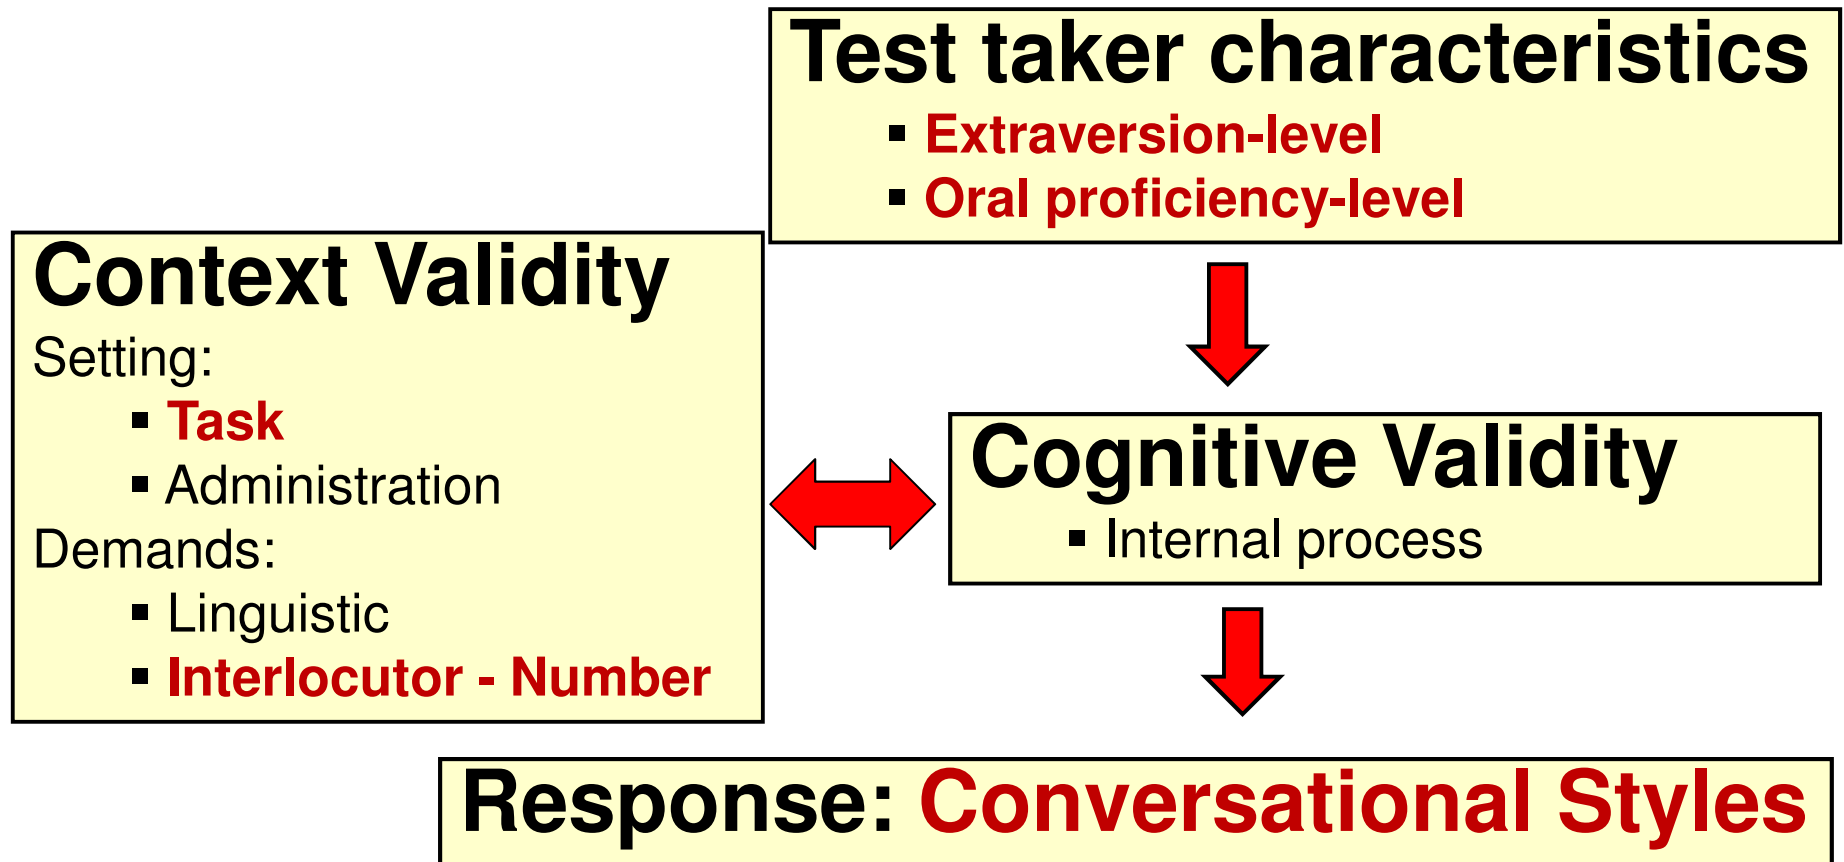 Test taker characteristics
▪ Extraversion-level
▪ Oral proficiency-level
Context Validity
Setting:
▪ Task
▪ Administration
Demands:
▪ Linguistic
▪ Interlocutor - Number
Cognitive Validity
▪ Internal process
Response: Conversational Styles